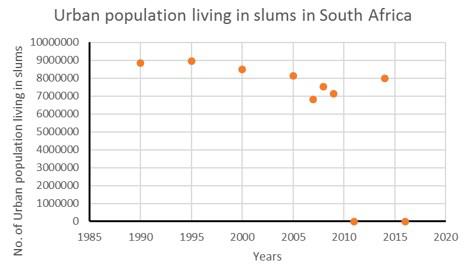 Urban population living in slums in South Africa
No. of Urban population living in slums
10000000
9000000
8000000
7000000
6000000
5000000
4000000
3000000
2000000
1000000
0
1985 1990 1995 2000 2005 2010 2015 2020
Years